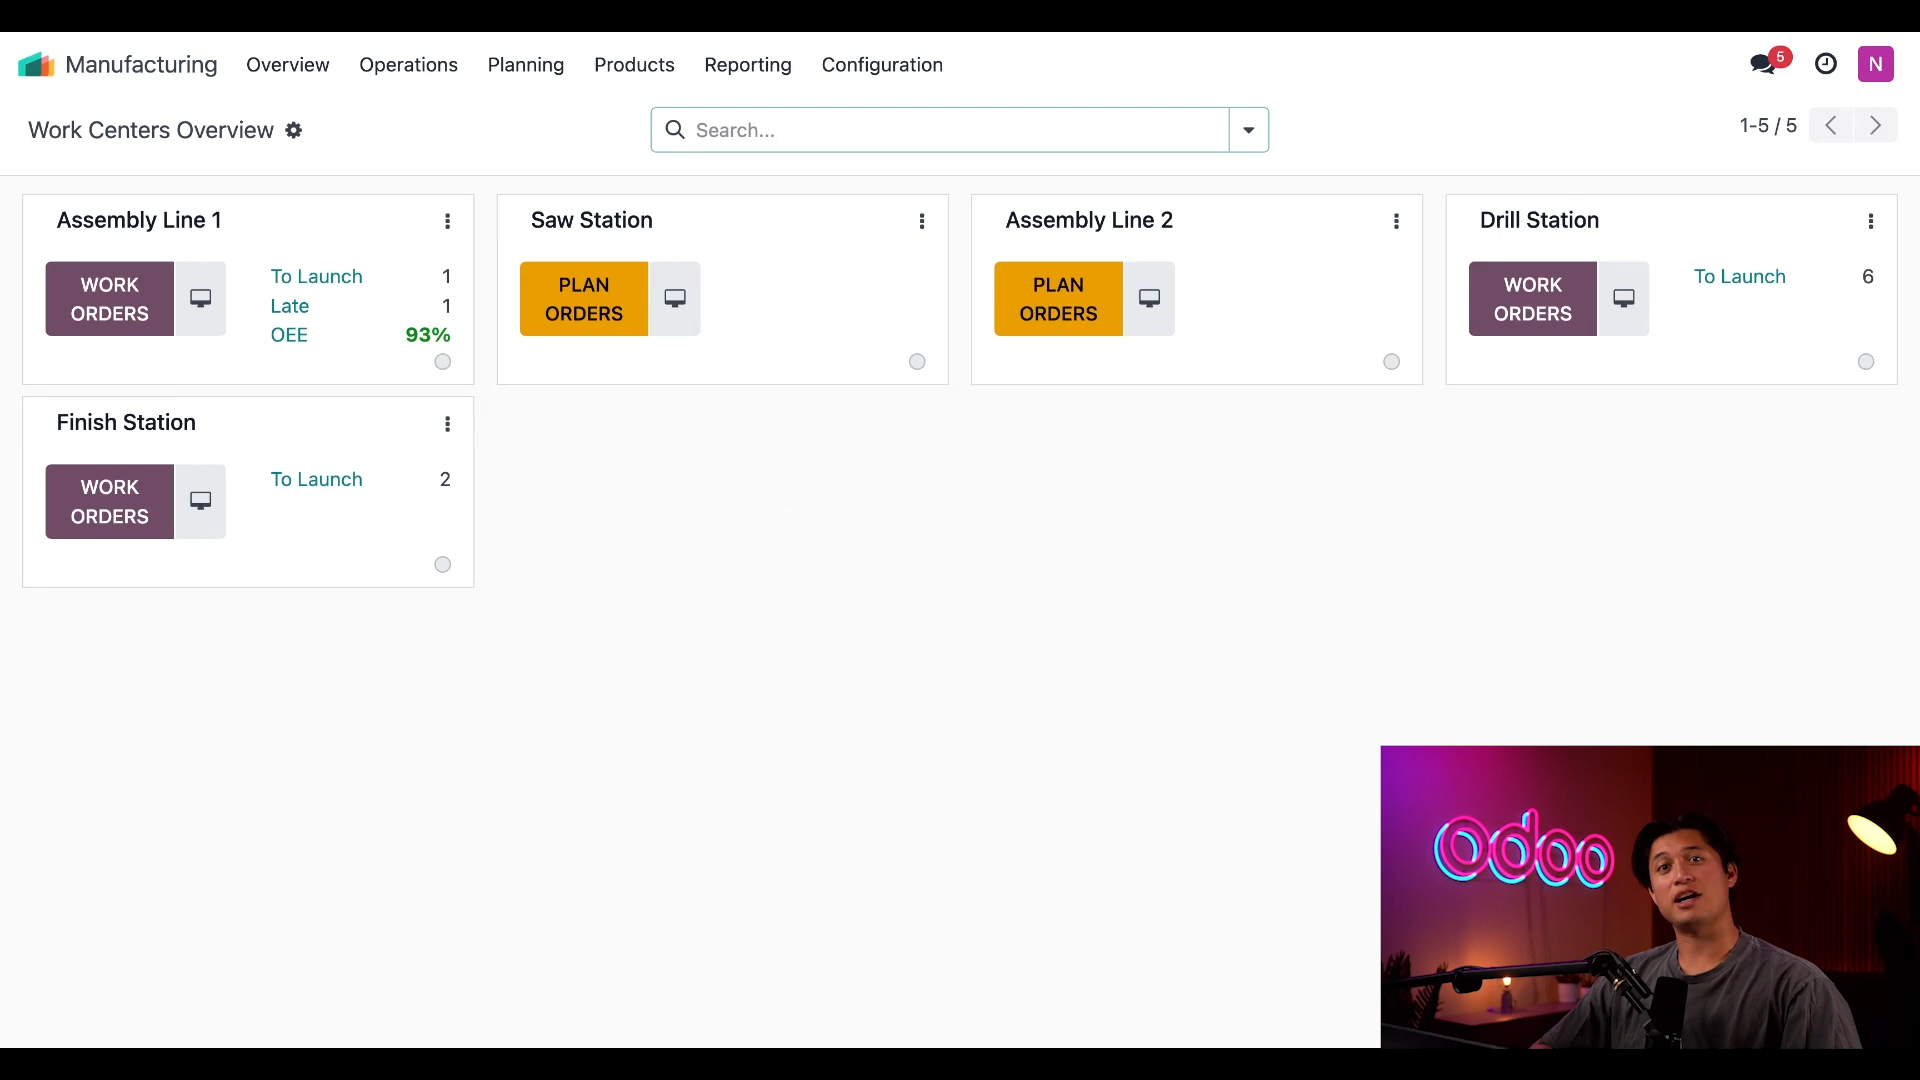 Manufacturing Overview Operations Planning Products Reporting Configuration 5 N
Work Centers Overview Search... 1-5 / 5
Assembly Line 1
WORK
ORDERS
To Launch 1
Late 1
OEE 93%
Saw Station
PLAN
ORDERS
Assembly Line 2
PLAN
ORDERS
Drill Station
WORK
ORDERS
To Launch 6
Finish Station
WORK
ORDERS
To Launch 2
odoo